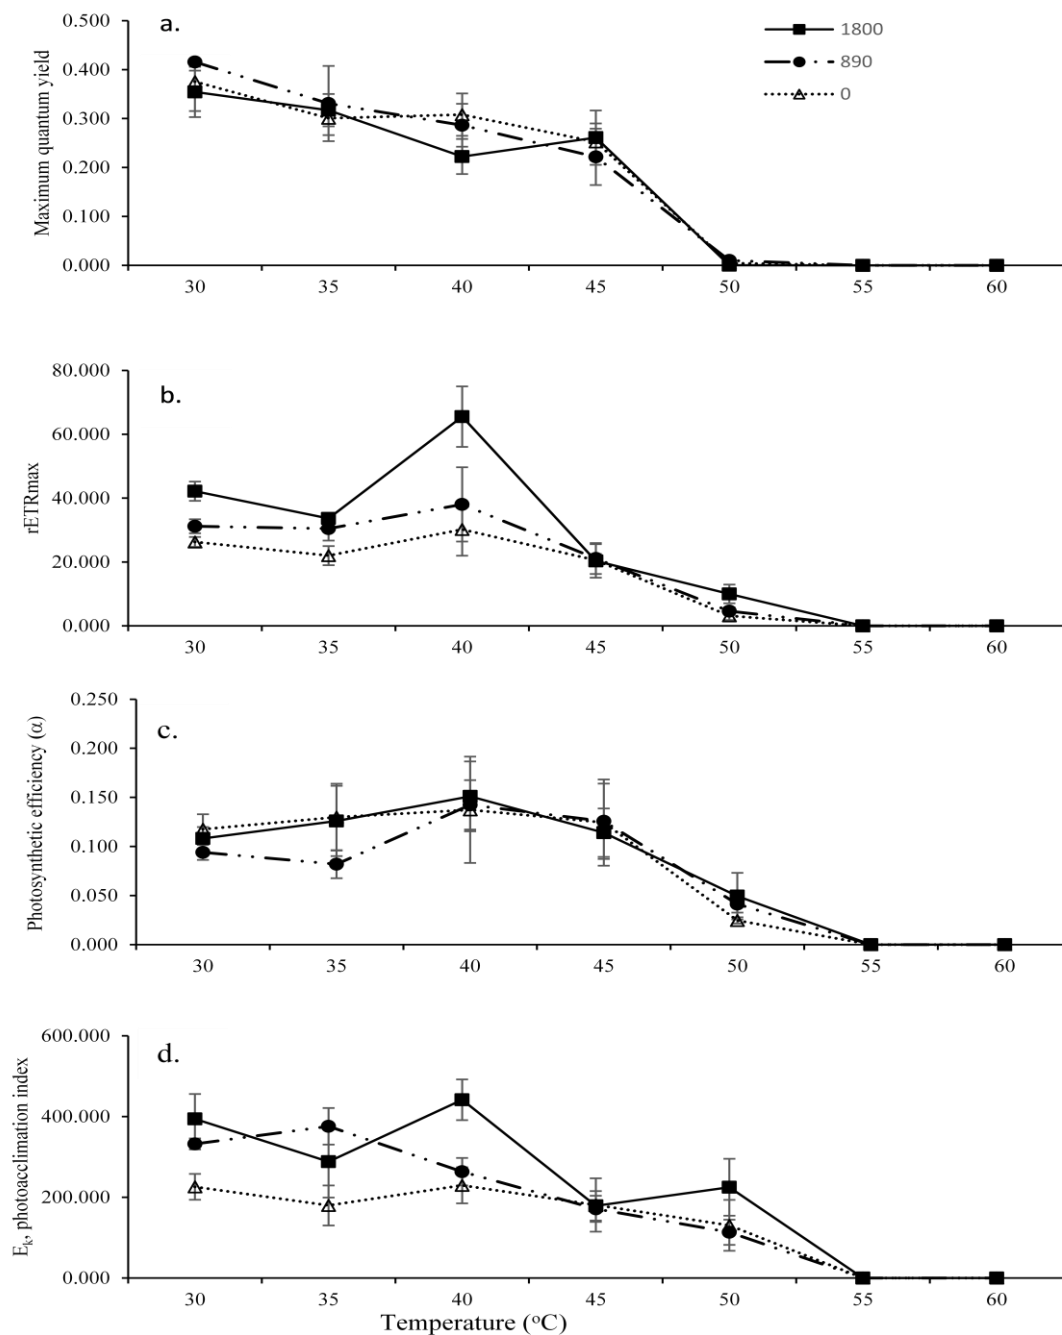 a.
1800
890
0
0.500
0.400
0.300
0.200
0.100
0.000
Maximum quantum yield
30 35 40 45 50 55 60
b.
80.000
60.000
40.000
20.000
0.000
rETRmax
30 35 40 45 50 55 60
c.
0.250
0.200
0.150
0.100
0.050
0.000
Photosynthetic efficiency (α)
30 35 40 45 50 55 60
d.
600.000
400.000
200.000
0.000
Eₖ, photoacclimation index
30 35 40 45 50 55 60
Temperature (°C)